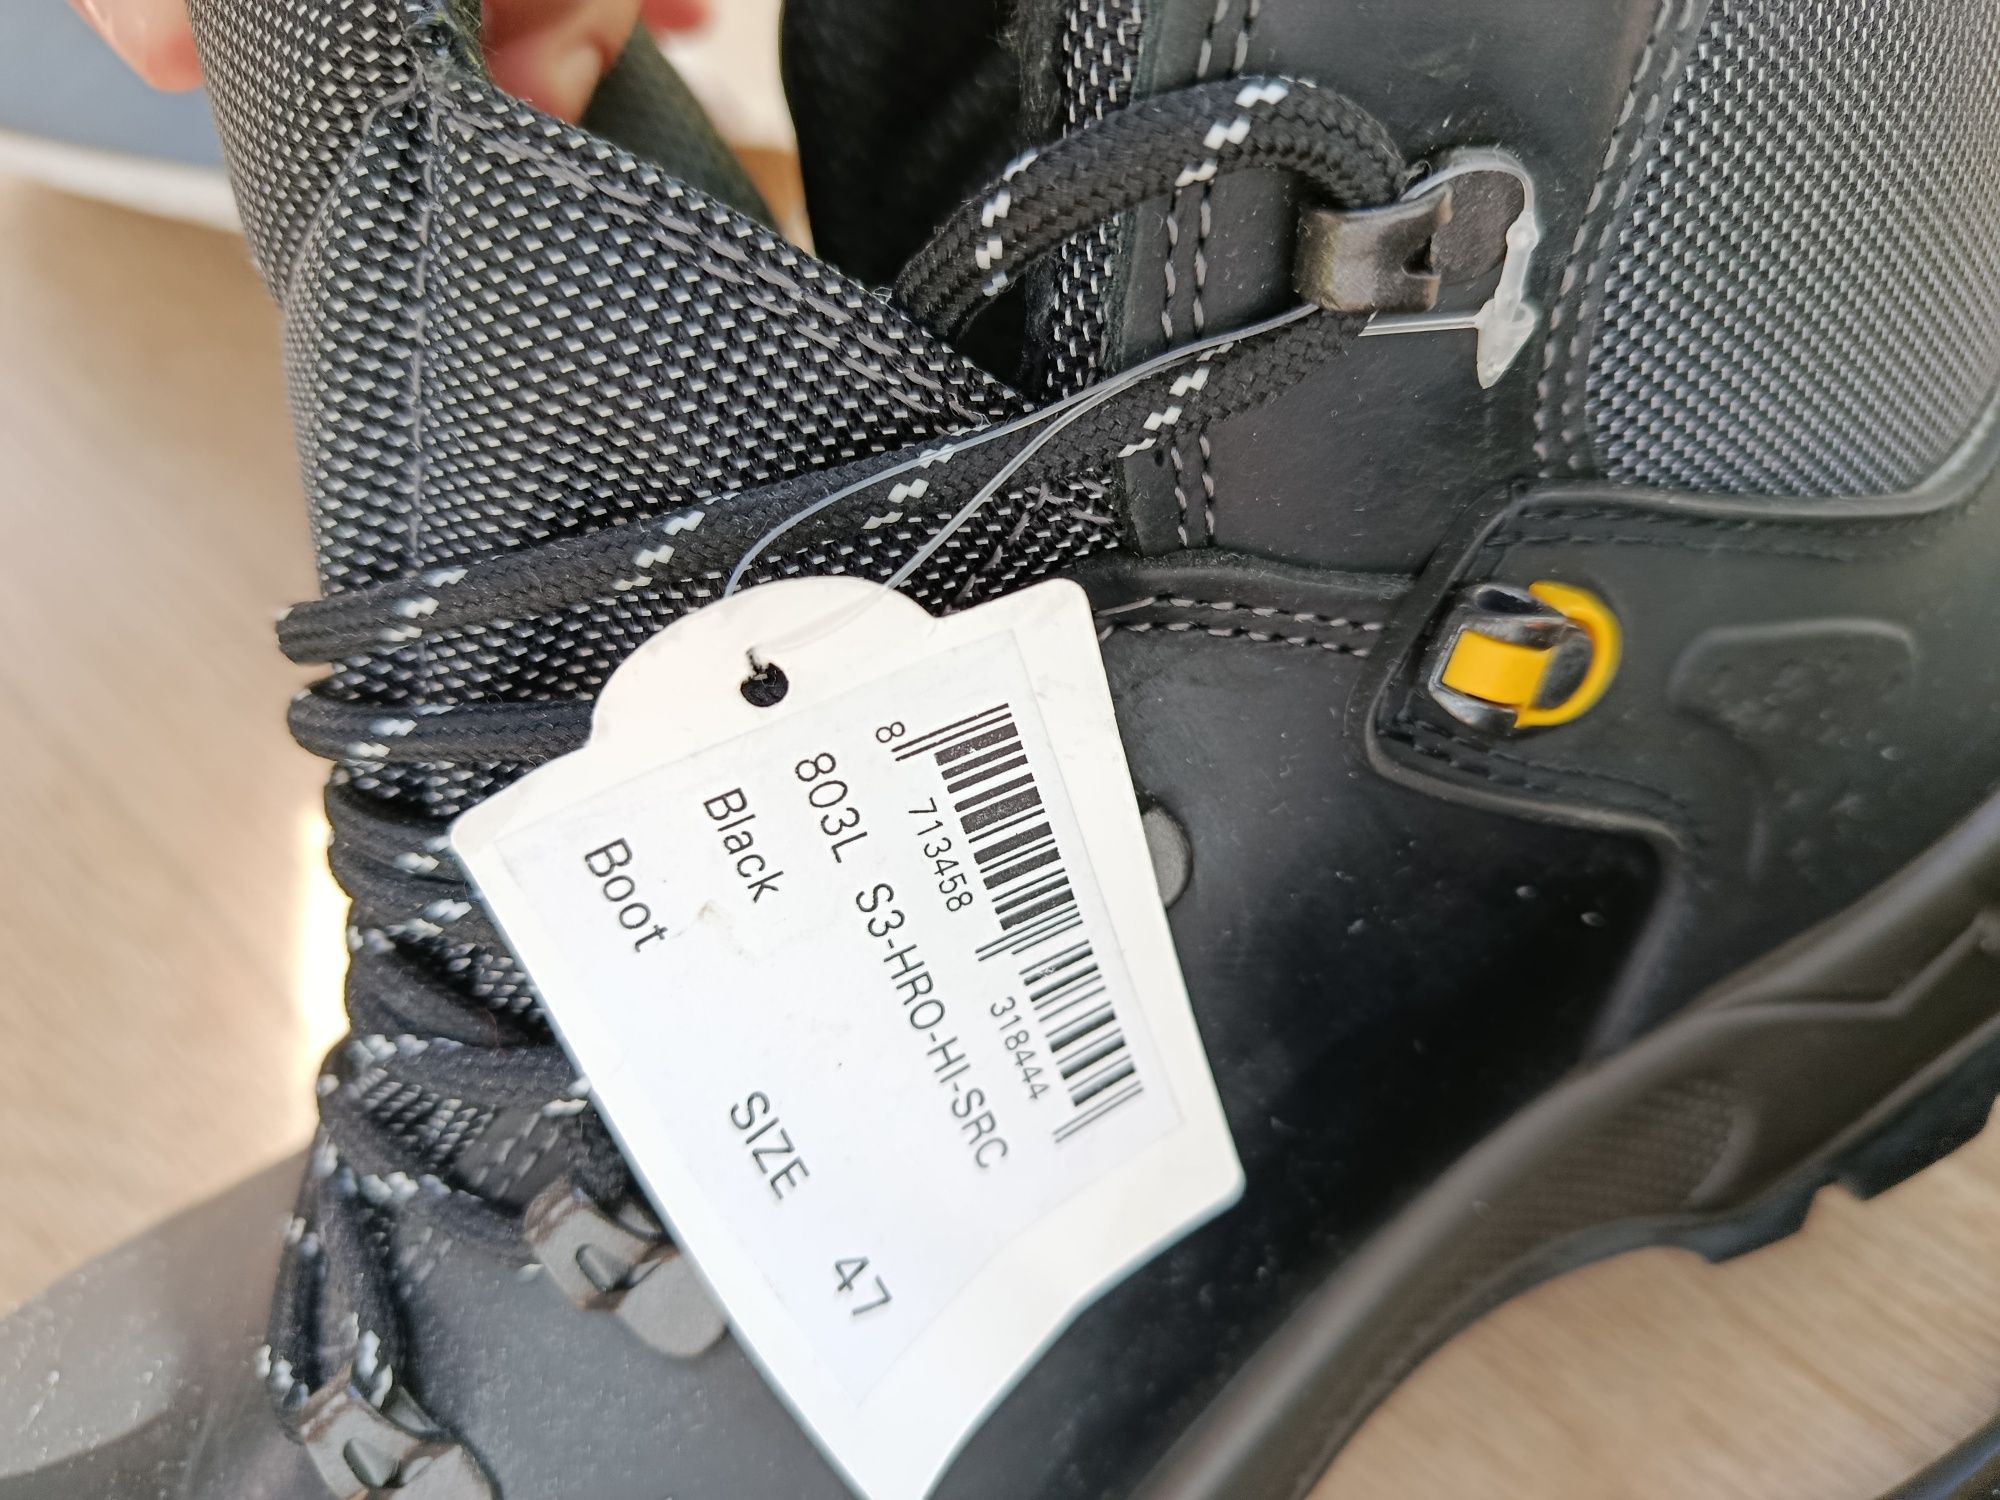 8 713458 318444
803L S3-HRO-HI-SRC
Black
Boot SIZE 47